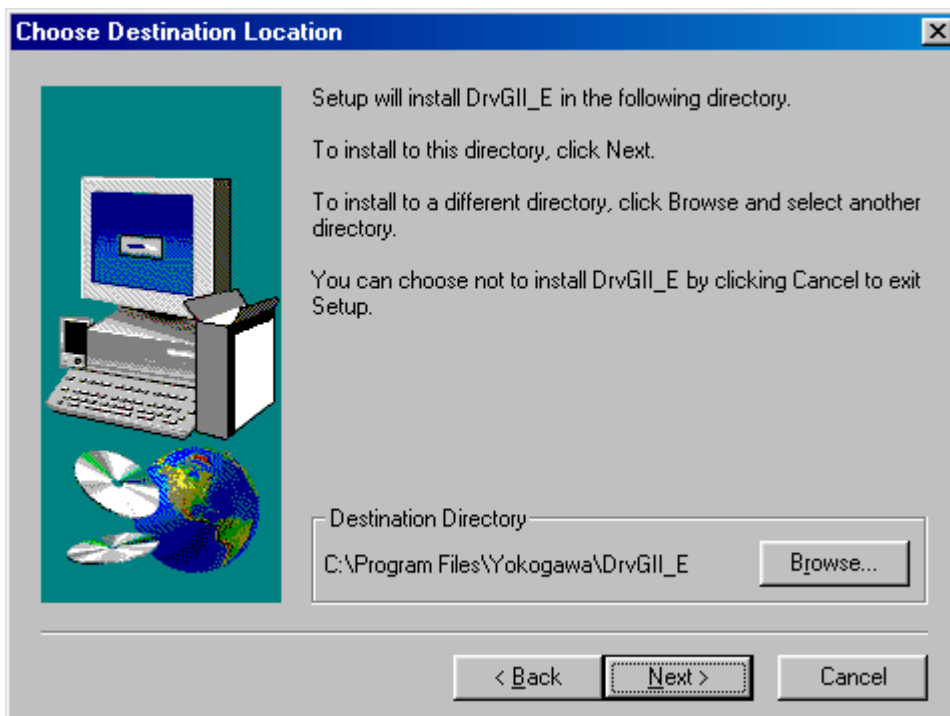 Choose Destination Location
Setup will install DrvGII_E in the following directory.
To install to this directory, click Next.
To install to a different directory, click Browse and select another
directory.
You can choose not to install DrvGII_E by clicking Cancel to exit
Setup.
Destination Directory
C:\Program Files\Yokogawa\DrvGII_E
Browse...
< Back
Next >
Cancel